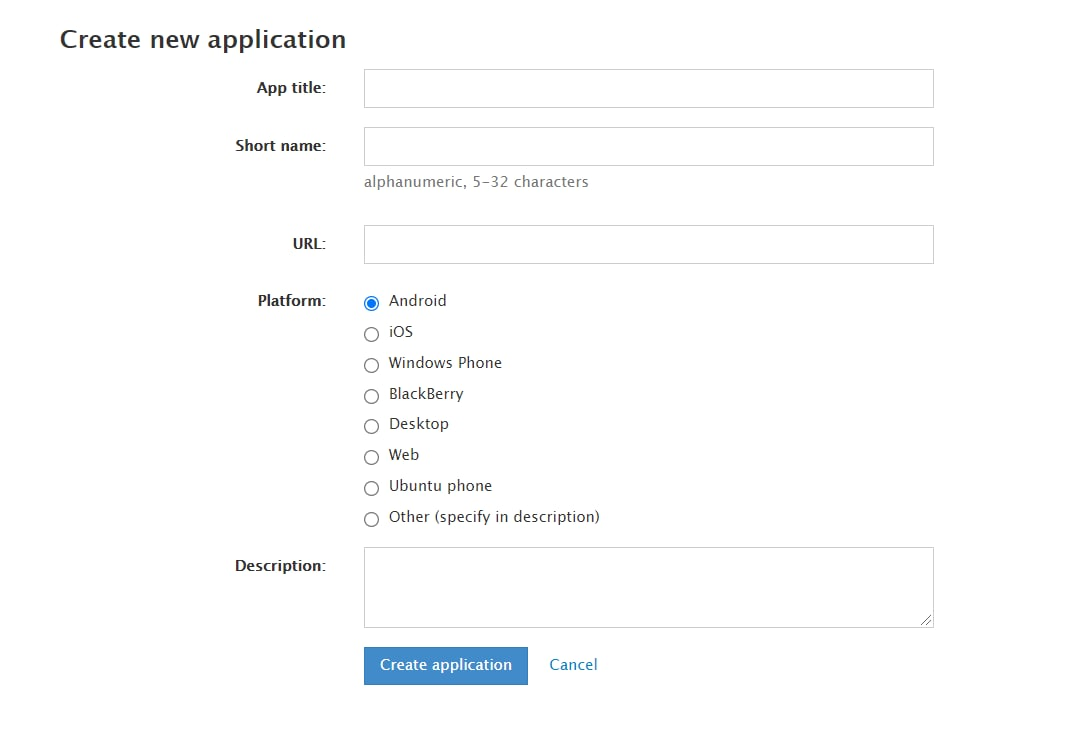 Create new application
App title:
Short name:
alphanumeric, 5-32 characters
URL:
Platform: Android
iOS
Windows Phone
BlackBerry
Desktop
Web
Ubuntu phone
Other (specify in description)
Description:
Create application Cancel